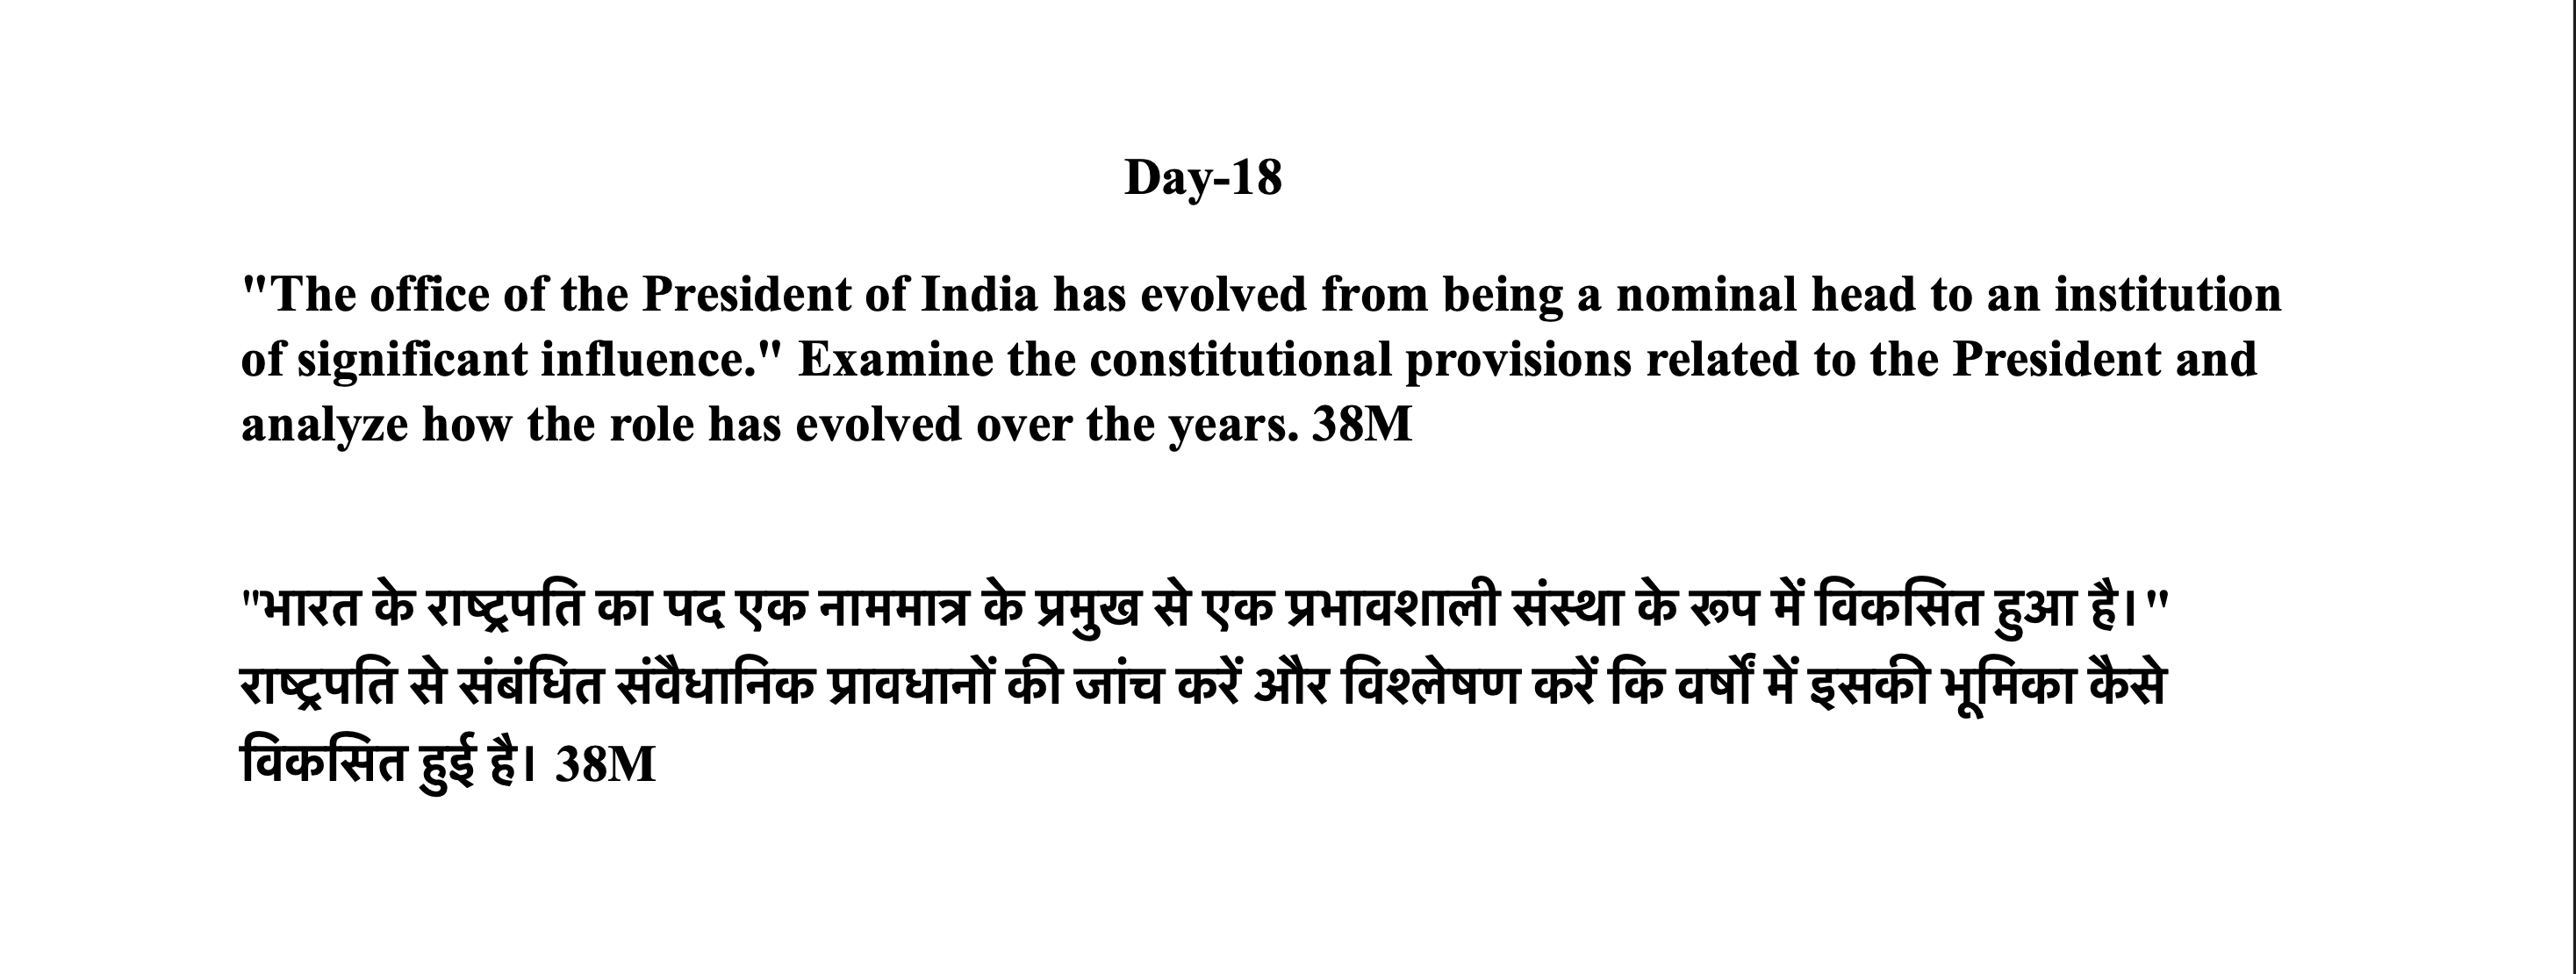 Day-18
"The office of the President of India has evolved from being a nominal head to an institution
of significant influence." Examine the constitutional provisions related to the President and
analyze how the role has evolved over the years. 38M
"भारत के राष्ट्रपति का पद एक नाममात्र के प्रमुख से एक प्रभावशाली संस्था के रूप में विकसित हुआ है।"
राष्ट्रपति से संबंधित संवैधानिक प्रावधानों की जांच करें और विश्लेषण करें कि वर्षों में इसकी भूमिका कैसे
विकसित हुई है। 38M